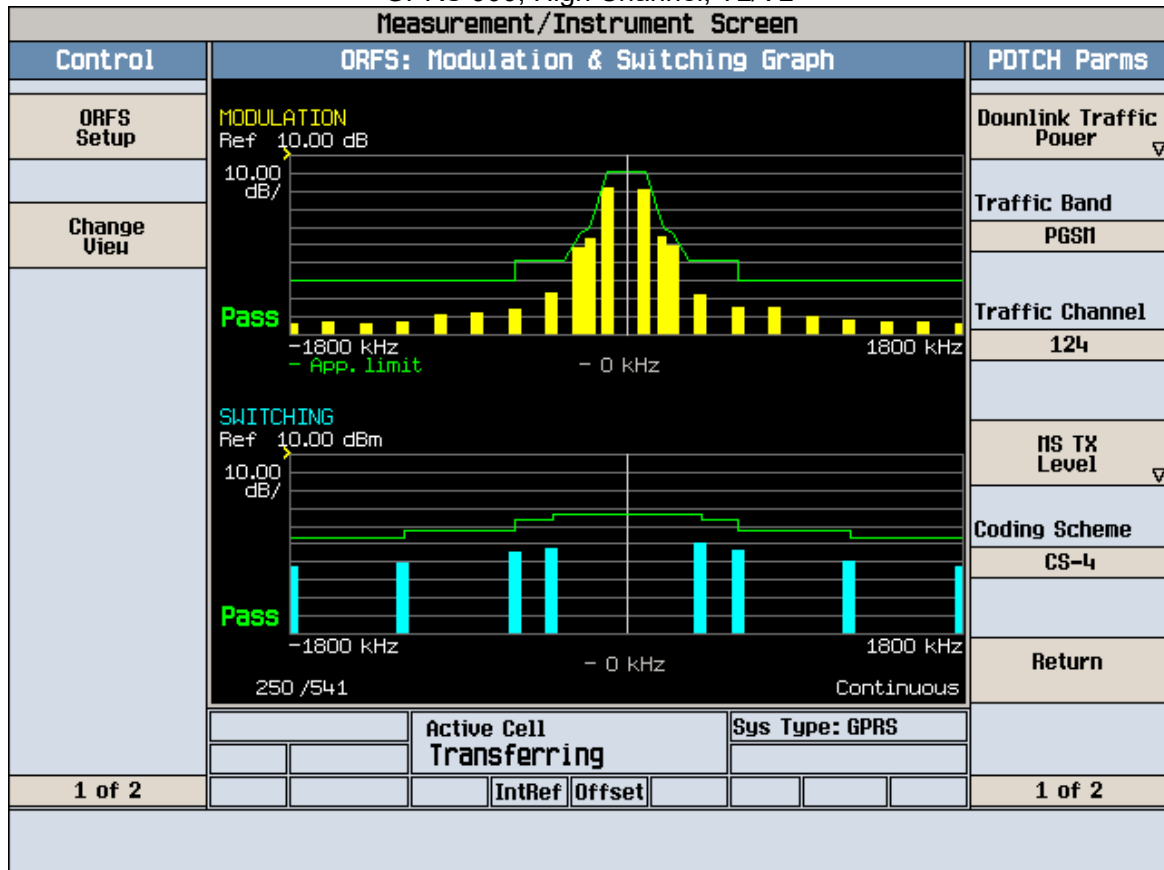 Measurement/Instrument Screen
Control
ORFS: Modulation & Switching Graph
PDTCH Parms
ORFS
Setup
Change
View
1 of 2
MODULATION
Ref 10.00 dB
10.00
dB/
Pass
-1800 kHz
1800 kHz
- App. limit
- 0 kHz
SWITCHING
Ref 10.00 dBm
10.00
dB/
Pass
-1800 kHz
1800 kHz
- 0 kHz
250 /541
Continuous
Active Cell
Transferring
Sys Type: GPRS
IntRef
Offset
Downlink Traffic
Power
Traffic Band
PGSM
Traffic Channel
124
MS TX
Level
Coding Scheme
CS-4
Return
1 of 2